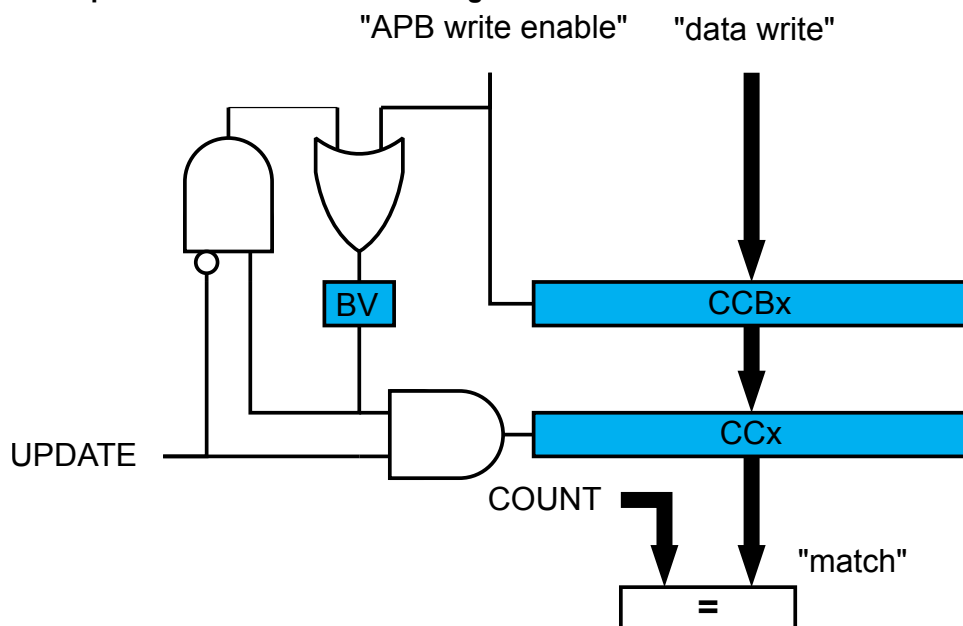 "APB write enable" "data write"
BV
CCBx
CCx
UPDATE
COUNT
"match"
=